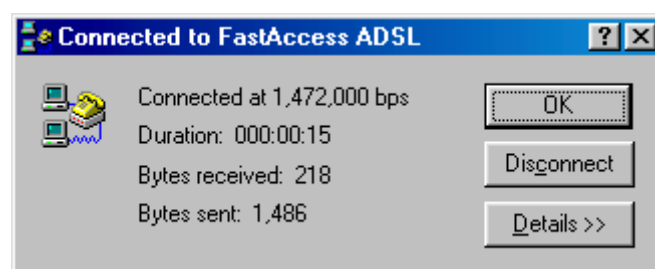 Connected to FastAccess ADSL
Connected at 1,472,000 bps
Duration: 000:00:15
Bytes received: 218
Bytes sent: 1,486
OK
Disconnect
Details >>